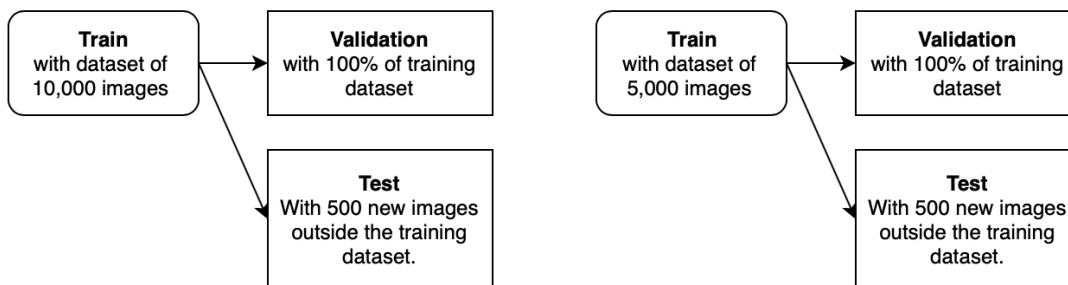 Train
with dataset of
10,000 images
Validation
with 100% of training
dataset
Test
With 500 new images
outside the training
dataset.
Train
with dataset of
5,000 images
Validation
with 100% of training
dataset
Test
With 500 new images
outside the training
dataset.